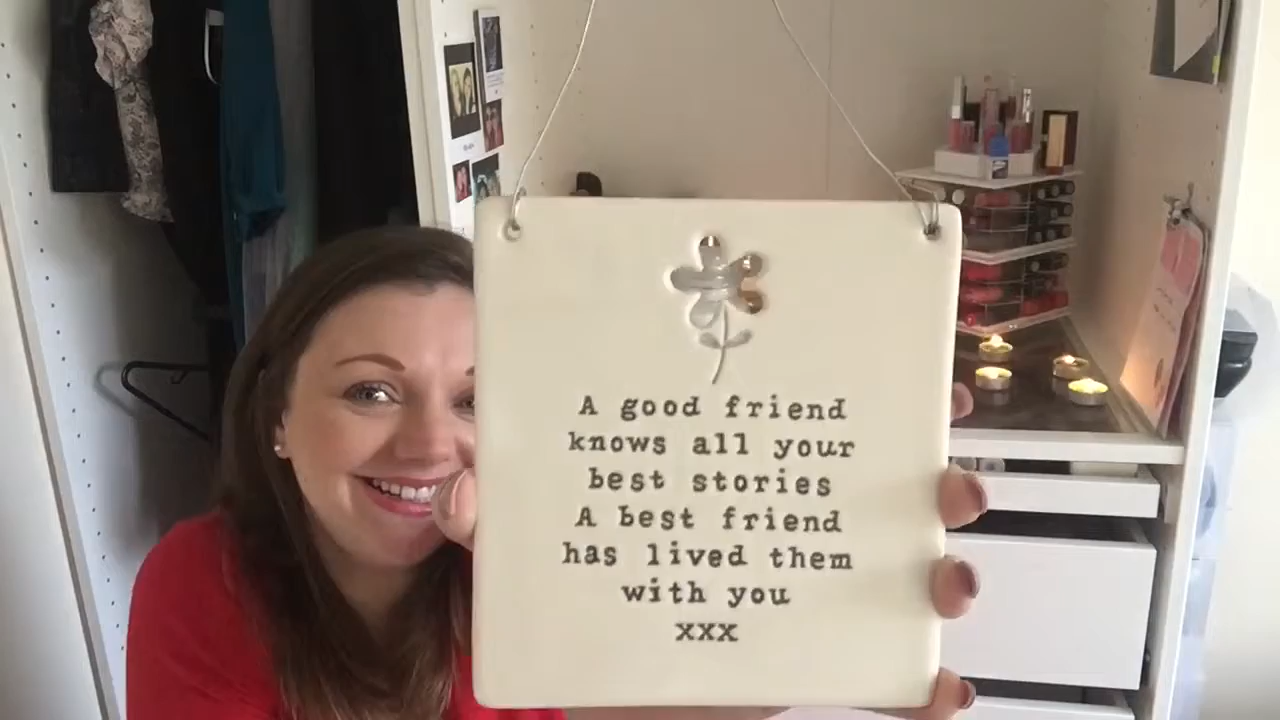 A good friend
knows all your
best stories
A best friend
has lived them
with you
xxx